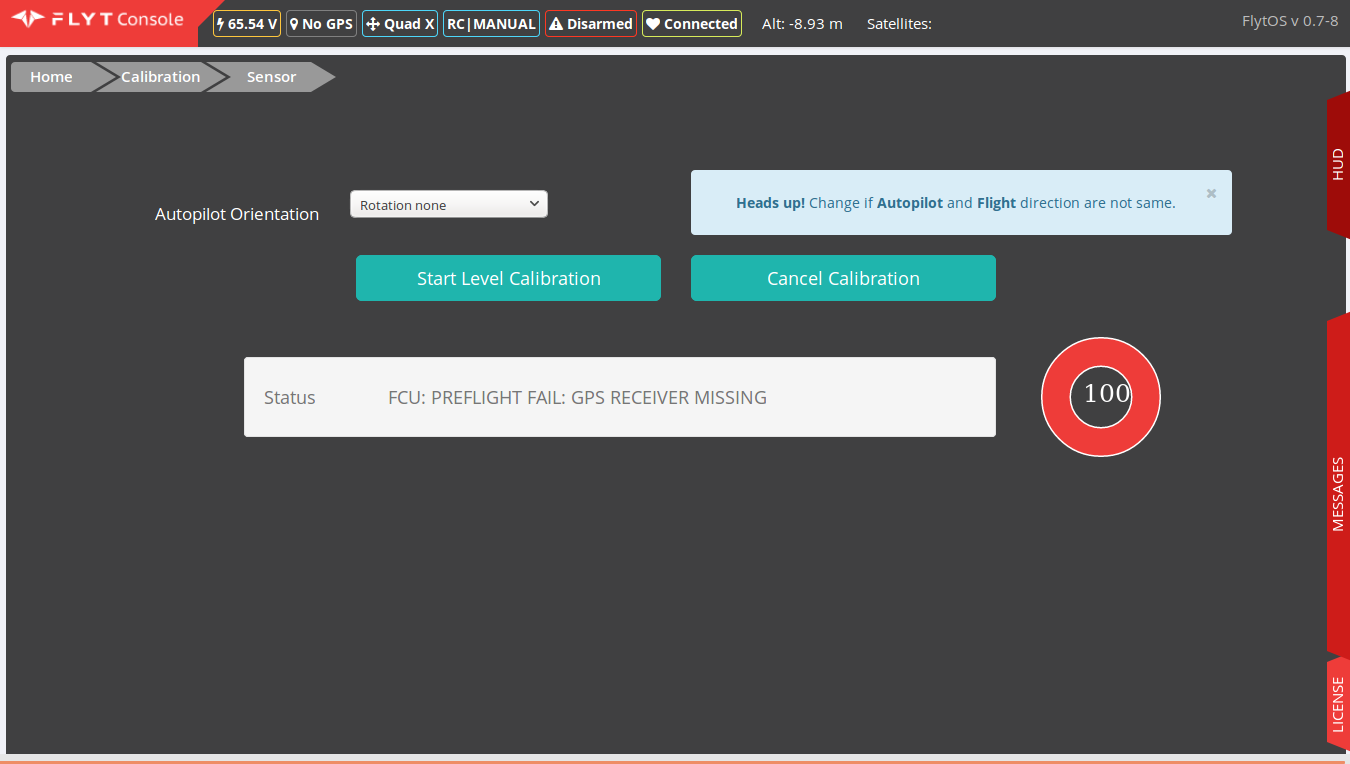 FLYT Console 65.54 V No GPS Quad X RC|MANUAL Disarmed Connected Alt: -8.93 m Satellites: FlytOS v 0.7-8
Home Calibration Sensor
HUD
Autopilot Orientation Rotation none Heads up! Change if Autopilot and Flight direction are not same. ×
Start Level Calibration Cancel Calibration
Status FCU: PREFLIGHT FAIL: GPS RECEIVER MISSING 100
MESSAGES
LICENSE